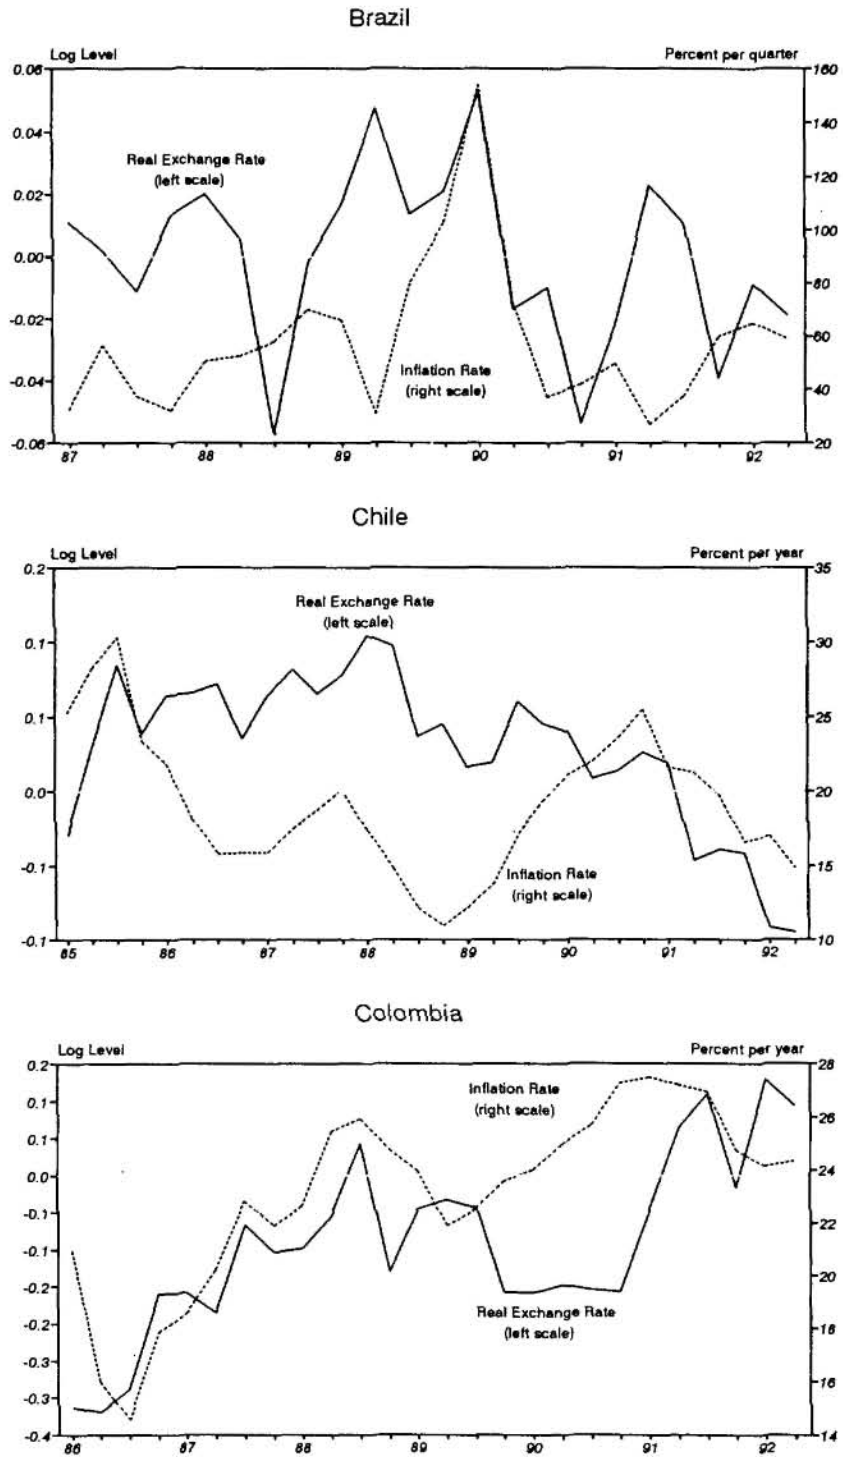 Brazil
Log Level Percent per quarter
0.06 160
0.04 140
Real Exchange Rate
(left scale)
120
0.02
100
0.00
80
-0.02
60
Inflation Rate
(right scale)
-0.04 40
-0.06 20
87 88 89 90 91 92
Chile
Log Level Percent per year
0.2 35
Real Exchange Rate
(left scale)
0.1 30
0.1 25
0.0 20
-0.1 15
Inflation Rate
(right scale)
-0.1 10
85 86 87 88 89 90 91 92
Colombia
Log Level Percent per year
0.2 28
Inflation Rate
(right scale)
0.1
26
0.1
0.0 24
-0.1
22
-0.1
20
-0.2
Real Exchange Rate
(left scale)
-0.2
18
-0.3
16
-0.3
-0.4 14
86 87 88 89 90 91 92